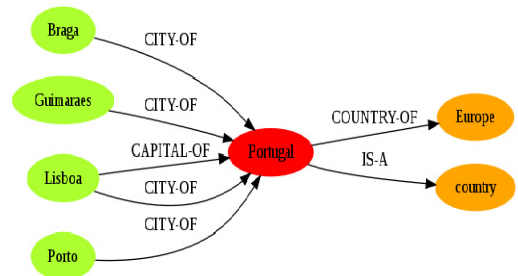 Braga
CITY-OF
Guimaraes
CITY-OF
COUNTRY-OF
Europe
CAPITAL-OF
Portugal
IS-A
Lisboa
CITY-OF
country
CITY-OF
Porto